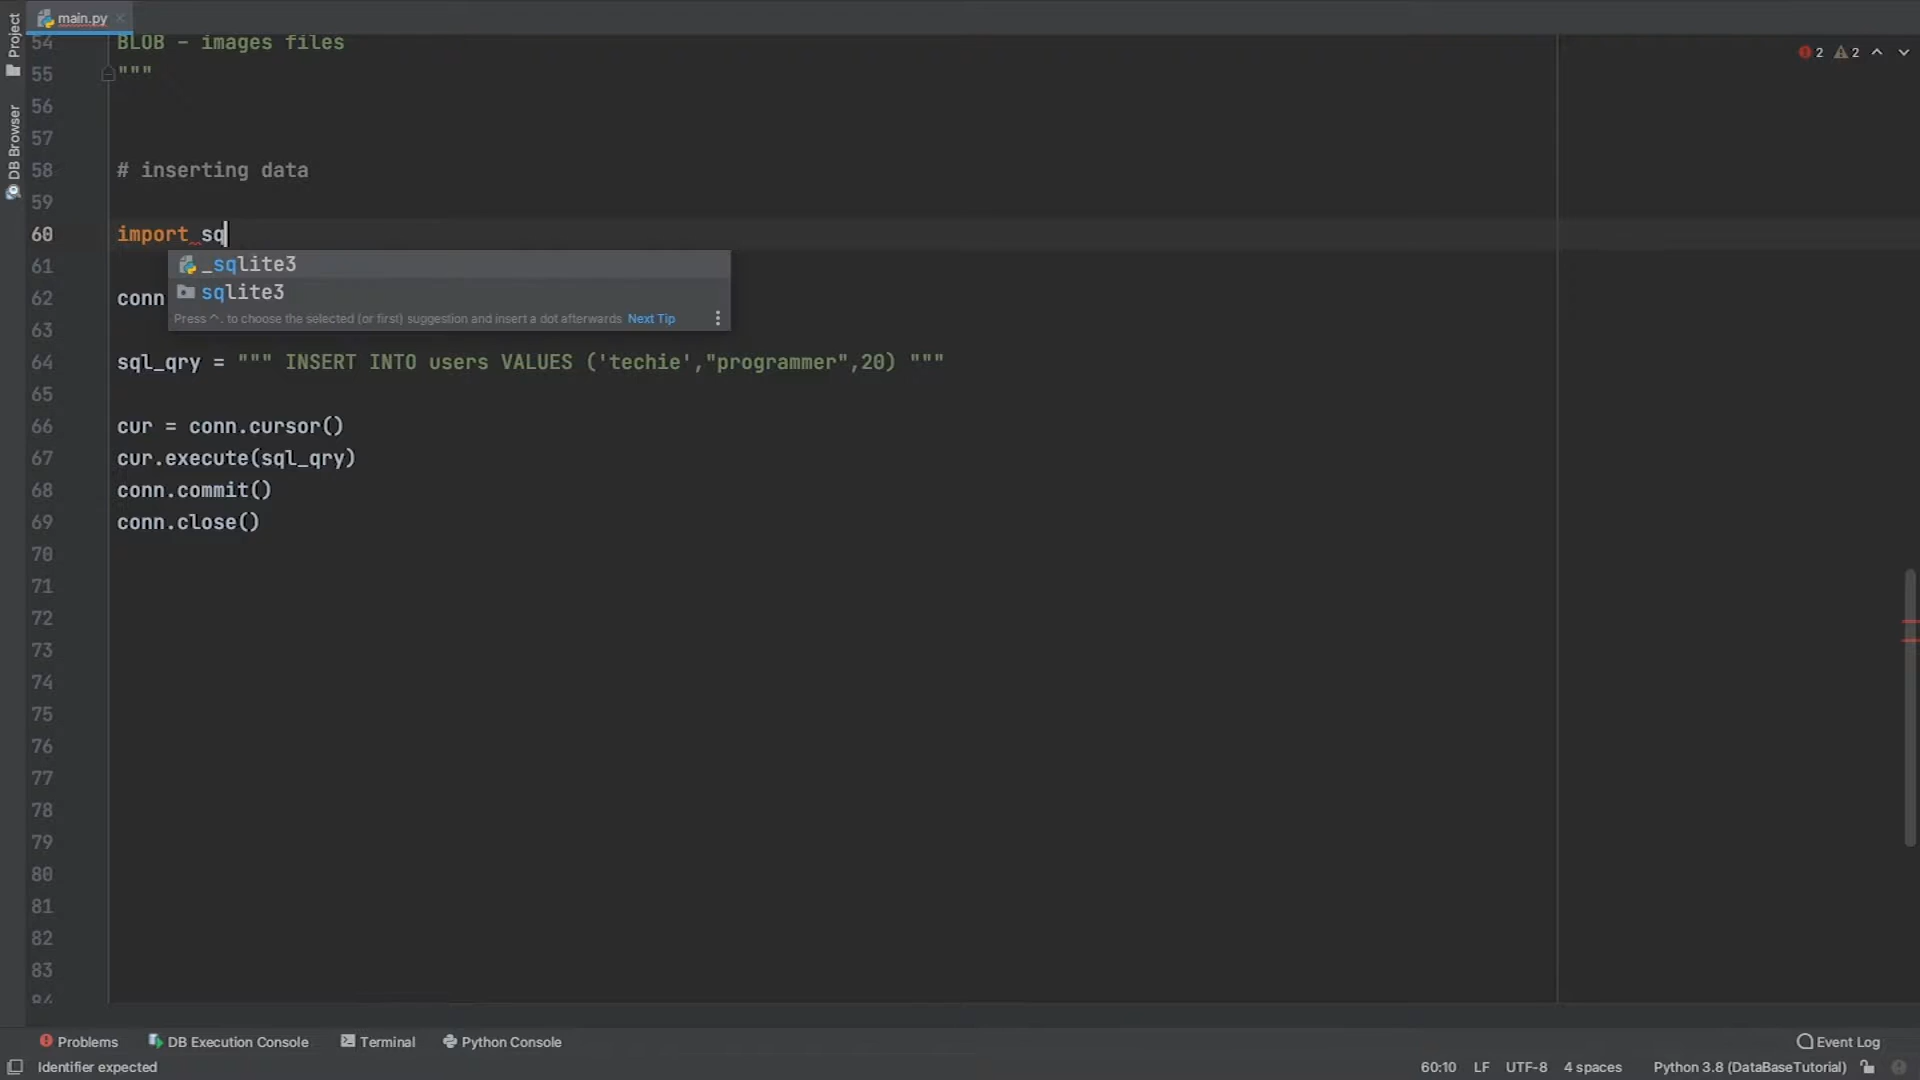 Project
DB Browser
main.py
2 2
54 BLOB - images files
55 """
56
57
58 # inserting data
59
60 import sq
_sqlite3
sqlite3
Press ^. to choose the selected (or first) suggestion and insert a dot afterwards Next Tip
61
62 conn
63
64 sql_qry = """ INSERT INTO users VALUES ('techie',"programmer",20) """
65
66 cur = conn.cursor()
67 cur.execute(sql_qry)
68 conn.commit()
69 conn.close()
70
71
72
73
74
75
76
77
78
79
80
81
82
83
84
Problems DB Execution Console Terminal Python Console Event Log
Identifier expected 60:10 LF UTF-8 4 spaces Python 3.8 (DataBaseTutorial)